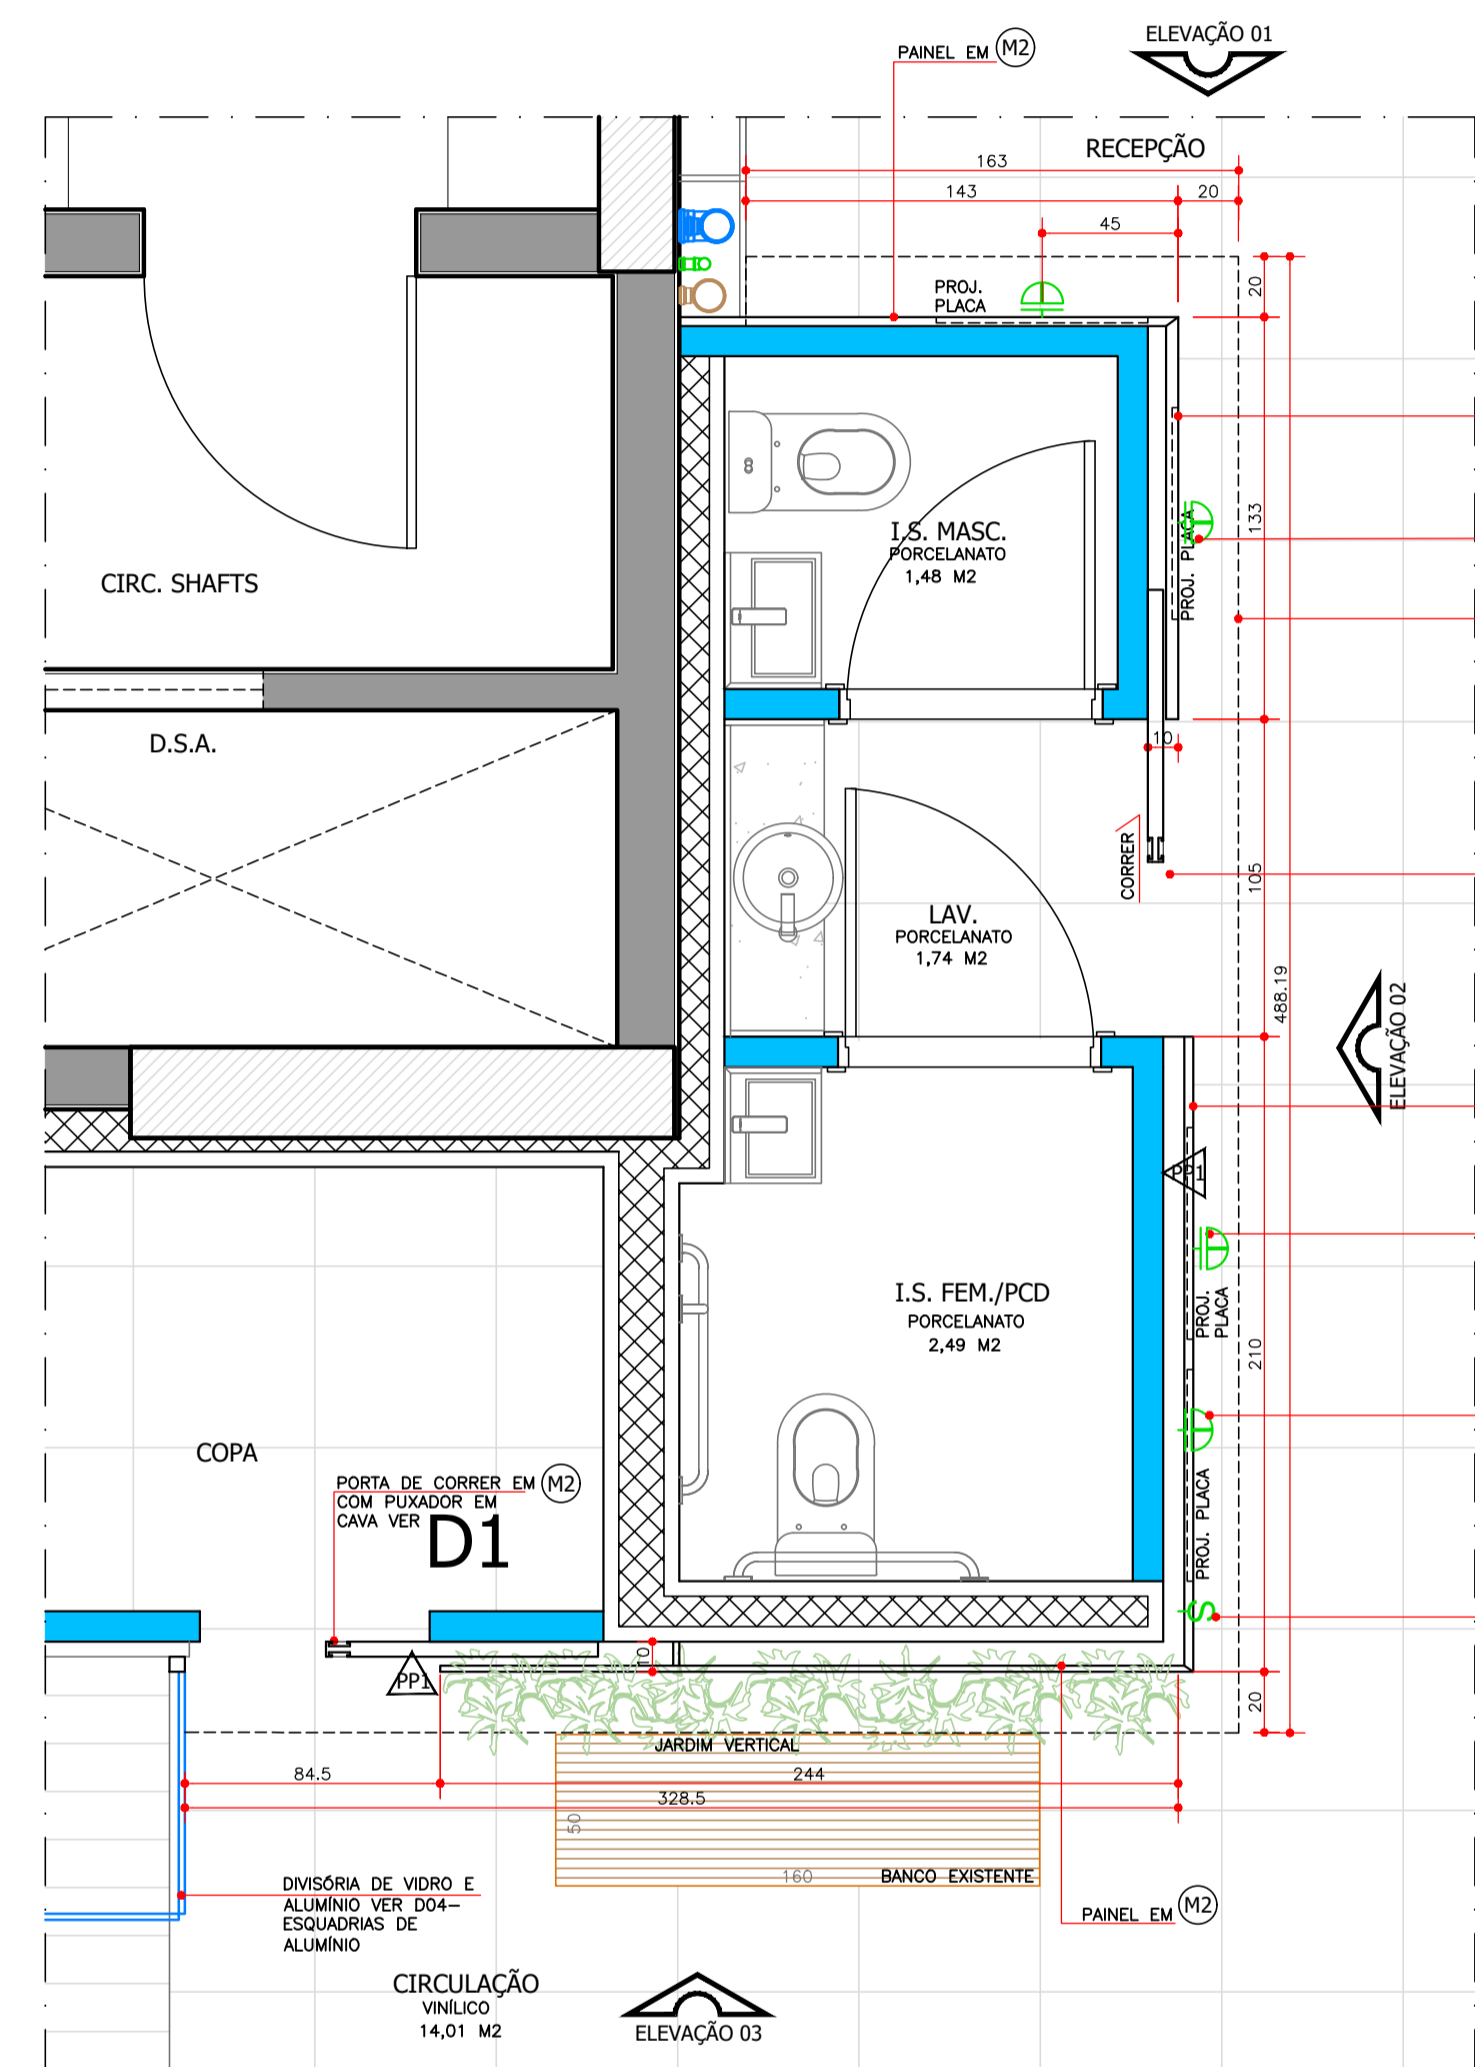 ELEVAÇÃO 01
PAINEL EM M2
RECEPÇÃO
163
143
20
45
PROJ.
PLACA
20
I.S. MASC.
PORCELANATO
1,48 M2
133
PROJ. PLACA
CIRC. SHAFTS
D.S.A.
10
CORRER
105
LAV.
PORCELANATO
1,74 M2
488.19
ELEVAÇÃO 02
PP1
I.S. FEM./PCD
PORCELANATO
2,49 M2
PROJ.
PLACA
210
COPA
PORTA DE CORRER EM M2
COM PUXADOR EM
CAVA VER D1
PROJ. PLACA
S
10
PP1
20
JARDIM VERTICAL
84.5
244
328.5
50
160
BANCO EXISTENTE
DIVISÓRIA DE VIDRO E
ALUMÍNIO VER D04-
ESQUADRIAS DE
ALUMÍNIO
PAINEL EM M2
CIRCULAÇÃO
VINÍLICO
14,01 M2
ELEVAÇÃO 03